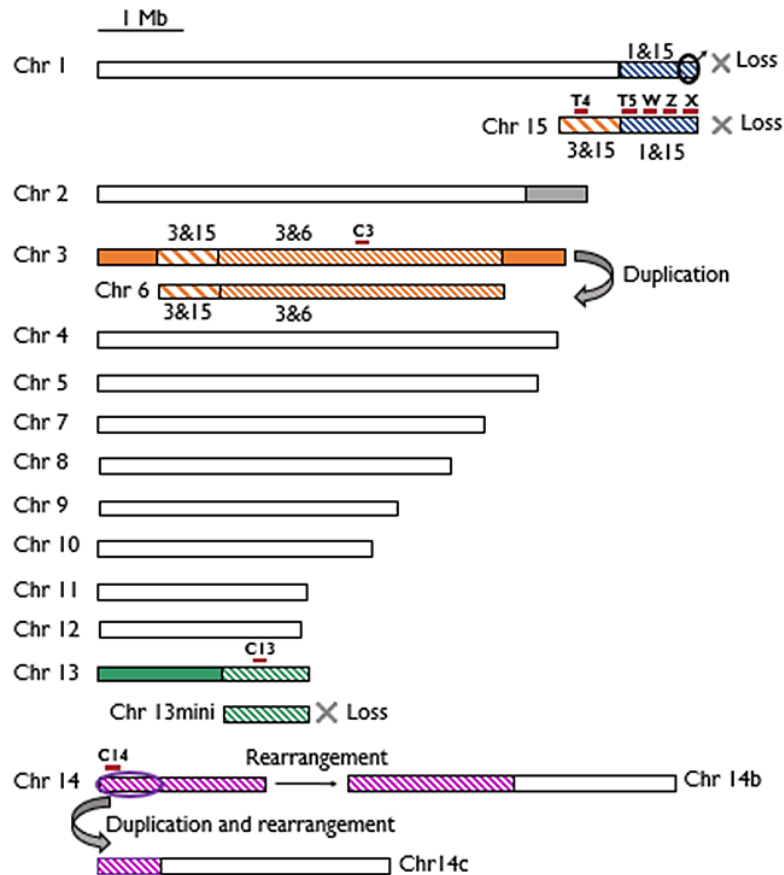 1 Mb
1&15
Chr 1
Loss
T4 T5 W Z X
Chr 15
Loss
3&15 1&15
Chr 2
3&15 3&6 C3
Chr 3
Duplication
Chr 6
3&15 3&6
Chr 4
Chr 5
Chr 7
Chr 8
Chr 9
Chr 10
Chr 11
Chr 12
C13
Chr 13
Chr 13mini Loss
C14
Rearrangement
Chr 14 Chr 14b
Duplication and rearrangement
Chr14c